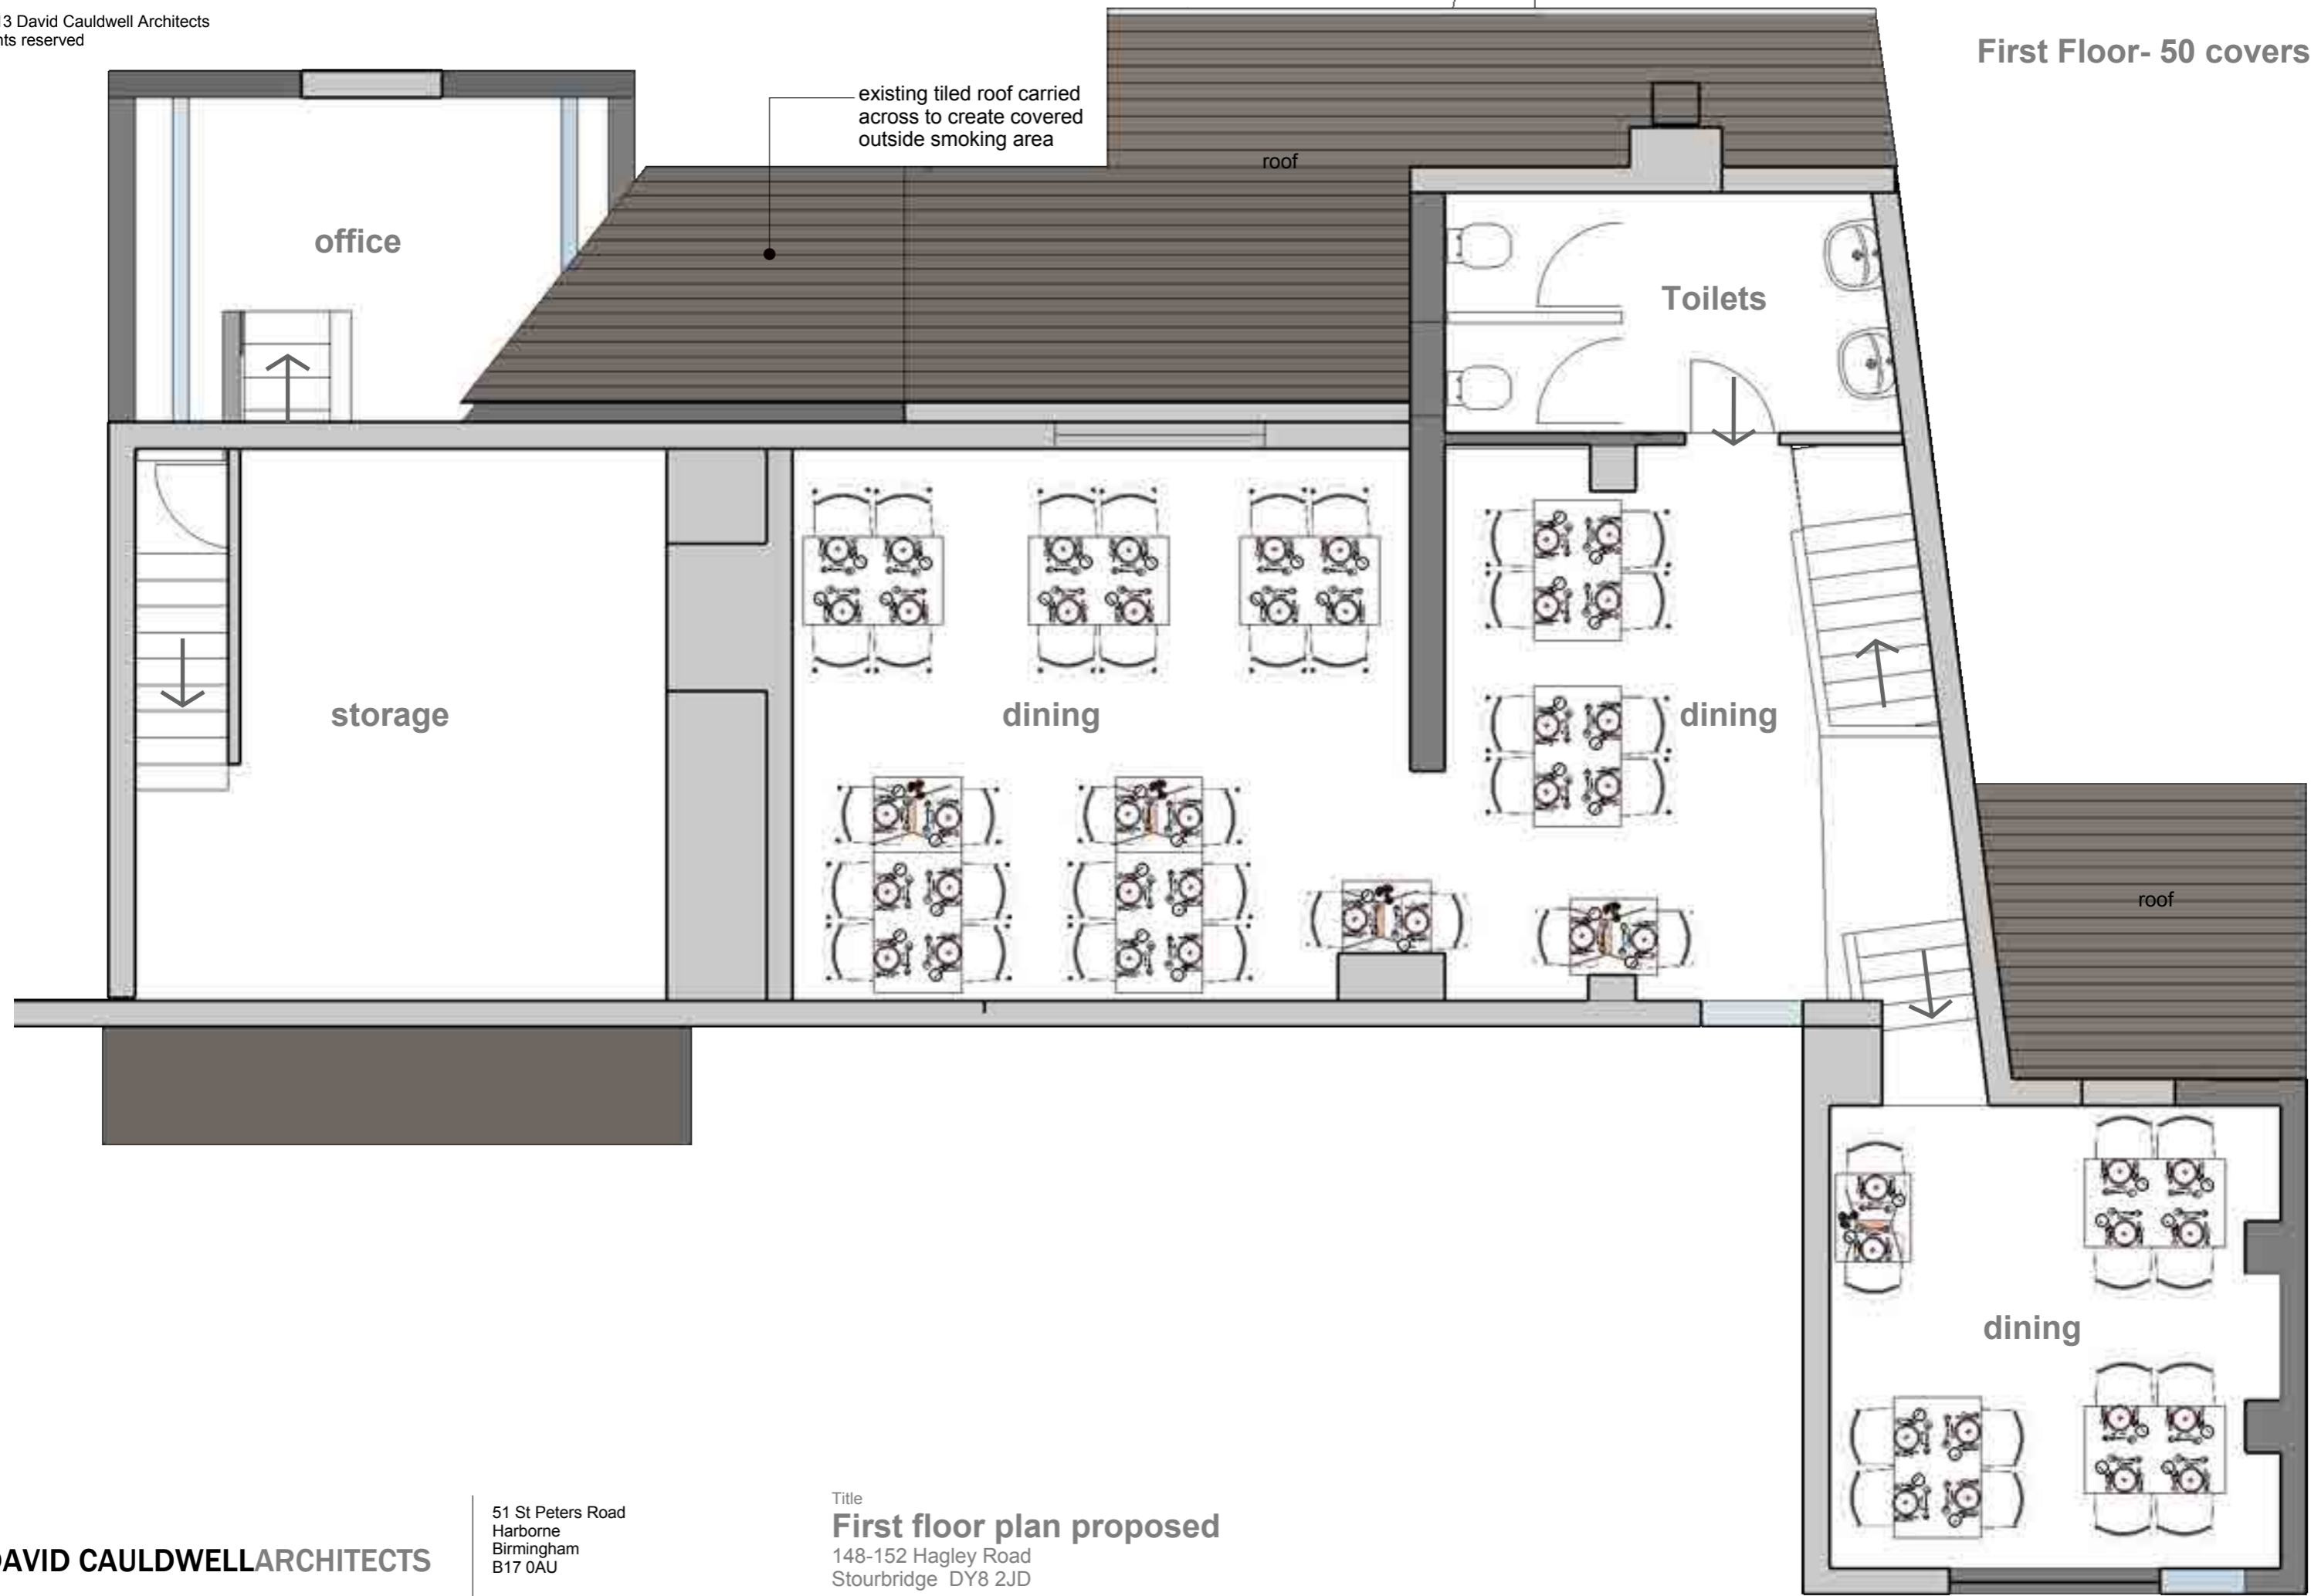 13 David Cauldwell Architects
hts reserved
First Floor- 50 covers
existing tiled roof carried
across to create covered
outside smoking area
roof
office
Toilets
storage
dining
dining
roof
dining
DAVID CAULDWELLARCHITECTS
51 St Peters Road
Harborne
Birmingham
B17 0AU
Title
First floor plan proposed
148-152 Hagley Road
Stourbridge DY8 2JD